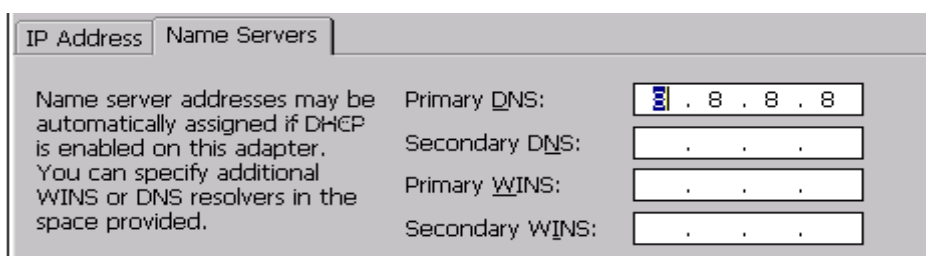 IP Address Name Servers
Name server addresses may be
automatically assigned if DHCP
is enabled on this adapter.
You can specify additional
WINS or DNS resolvers in the
space provided.
Primary DNS: 8 . 8 . 8 . 8
Secondary DNS: . . .
Primary WINS: . . .
Secondary WINS: . . .